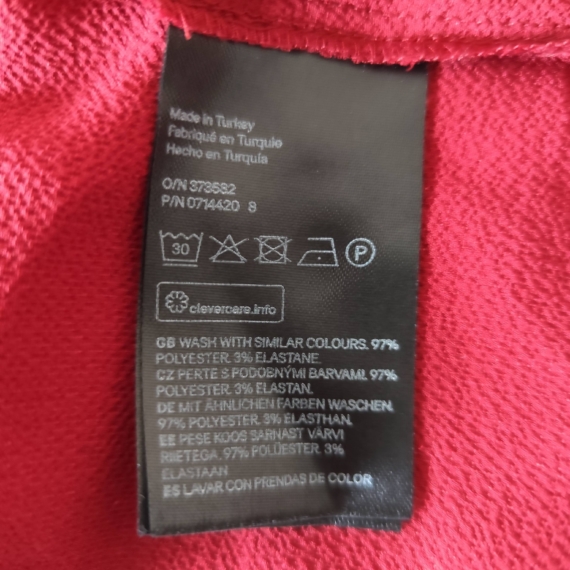 Made in Turkey
Fabriqué en Turquie
Hecho en Turquía
O/N 373582
P/N 0714420 8
30
P
clevercare.info
GB WASH WITH SIMILAR COLOURS. 97%
POLYESTER. 3% ELASTANE.
CZ PERTE S PODOBNÝMI BARVAMI. 97%
POLYESTER. 3% ELASTAN.
DE MIT ÄHNLICHEN FARBEN WASCHEN.
97% POLYESTER. 3% ELASTHAN.
EE PESE KOOS SARNAST VÄRVI
RIIETEGA. 97% POLÜESTER. 3%
ELASTAAN
ES LAVAR CON PRENDAS DE COLOR